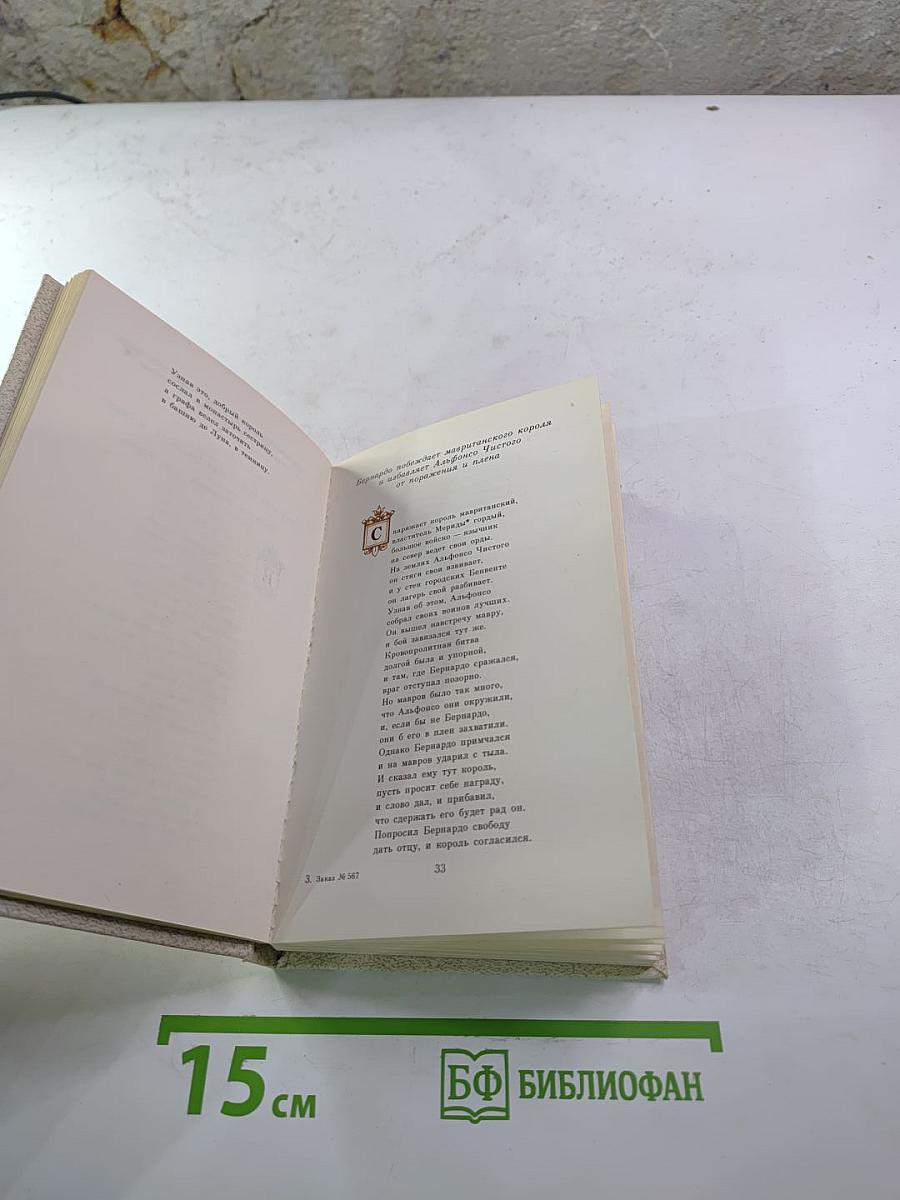 Узнав это, добрый король
сослал в монастырь сестрицу,
а графа велел заточить
в башню де Луна, в темницу.
Бернардо побеждает мавританского короля
и избавляет Альфонсо Чистого
от поражения и плена
Снаряжает король мавританский,
властитель Мериды* гордый,
большое войско — язычник
на север ведет свои орды.
На землях Альфонсо Чистого
он стяги свои взвивает,
и у стен городских Бенвенте
он лагерь свой разбивает.
Узнав об этом, Альфонсо
собрал своих воинов лучших.
Он вышел навстречу мавру,
и бой завязался тут же.
Кровопролитная битва
долгой была и упорной,
и там, где Бернардо сражался,
враг отступал позорно.
Но мавров было так много,
что Альфонсо они окружили,
и, если бы не Бернардо,
они б его в плен захватили.
Однако Бернардо примчался
и на мавров ударил с тыла.
И сказал ему тут король,
пусть просит себе награду,
и слово дал, и прибавил,
что сдержать его будет рад он.
Попросил Бернардо свободу
дать отцу, и король согласился.
3. Заказ № 567
33
15 см
БФ БИБЛИОФАН